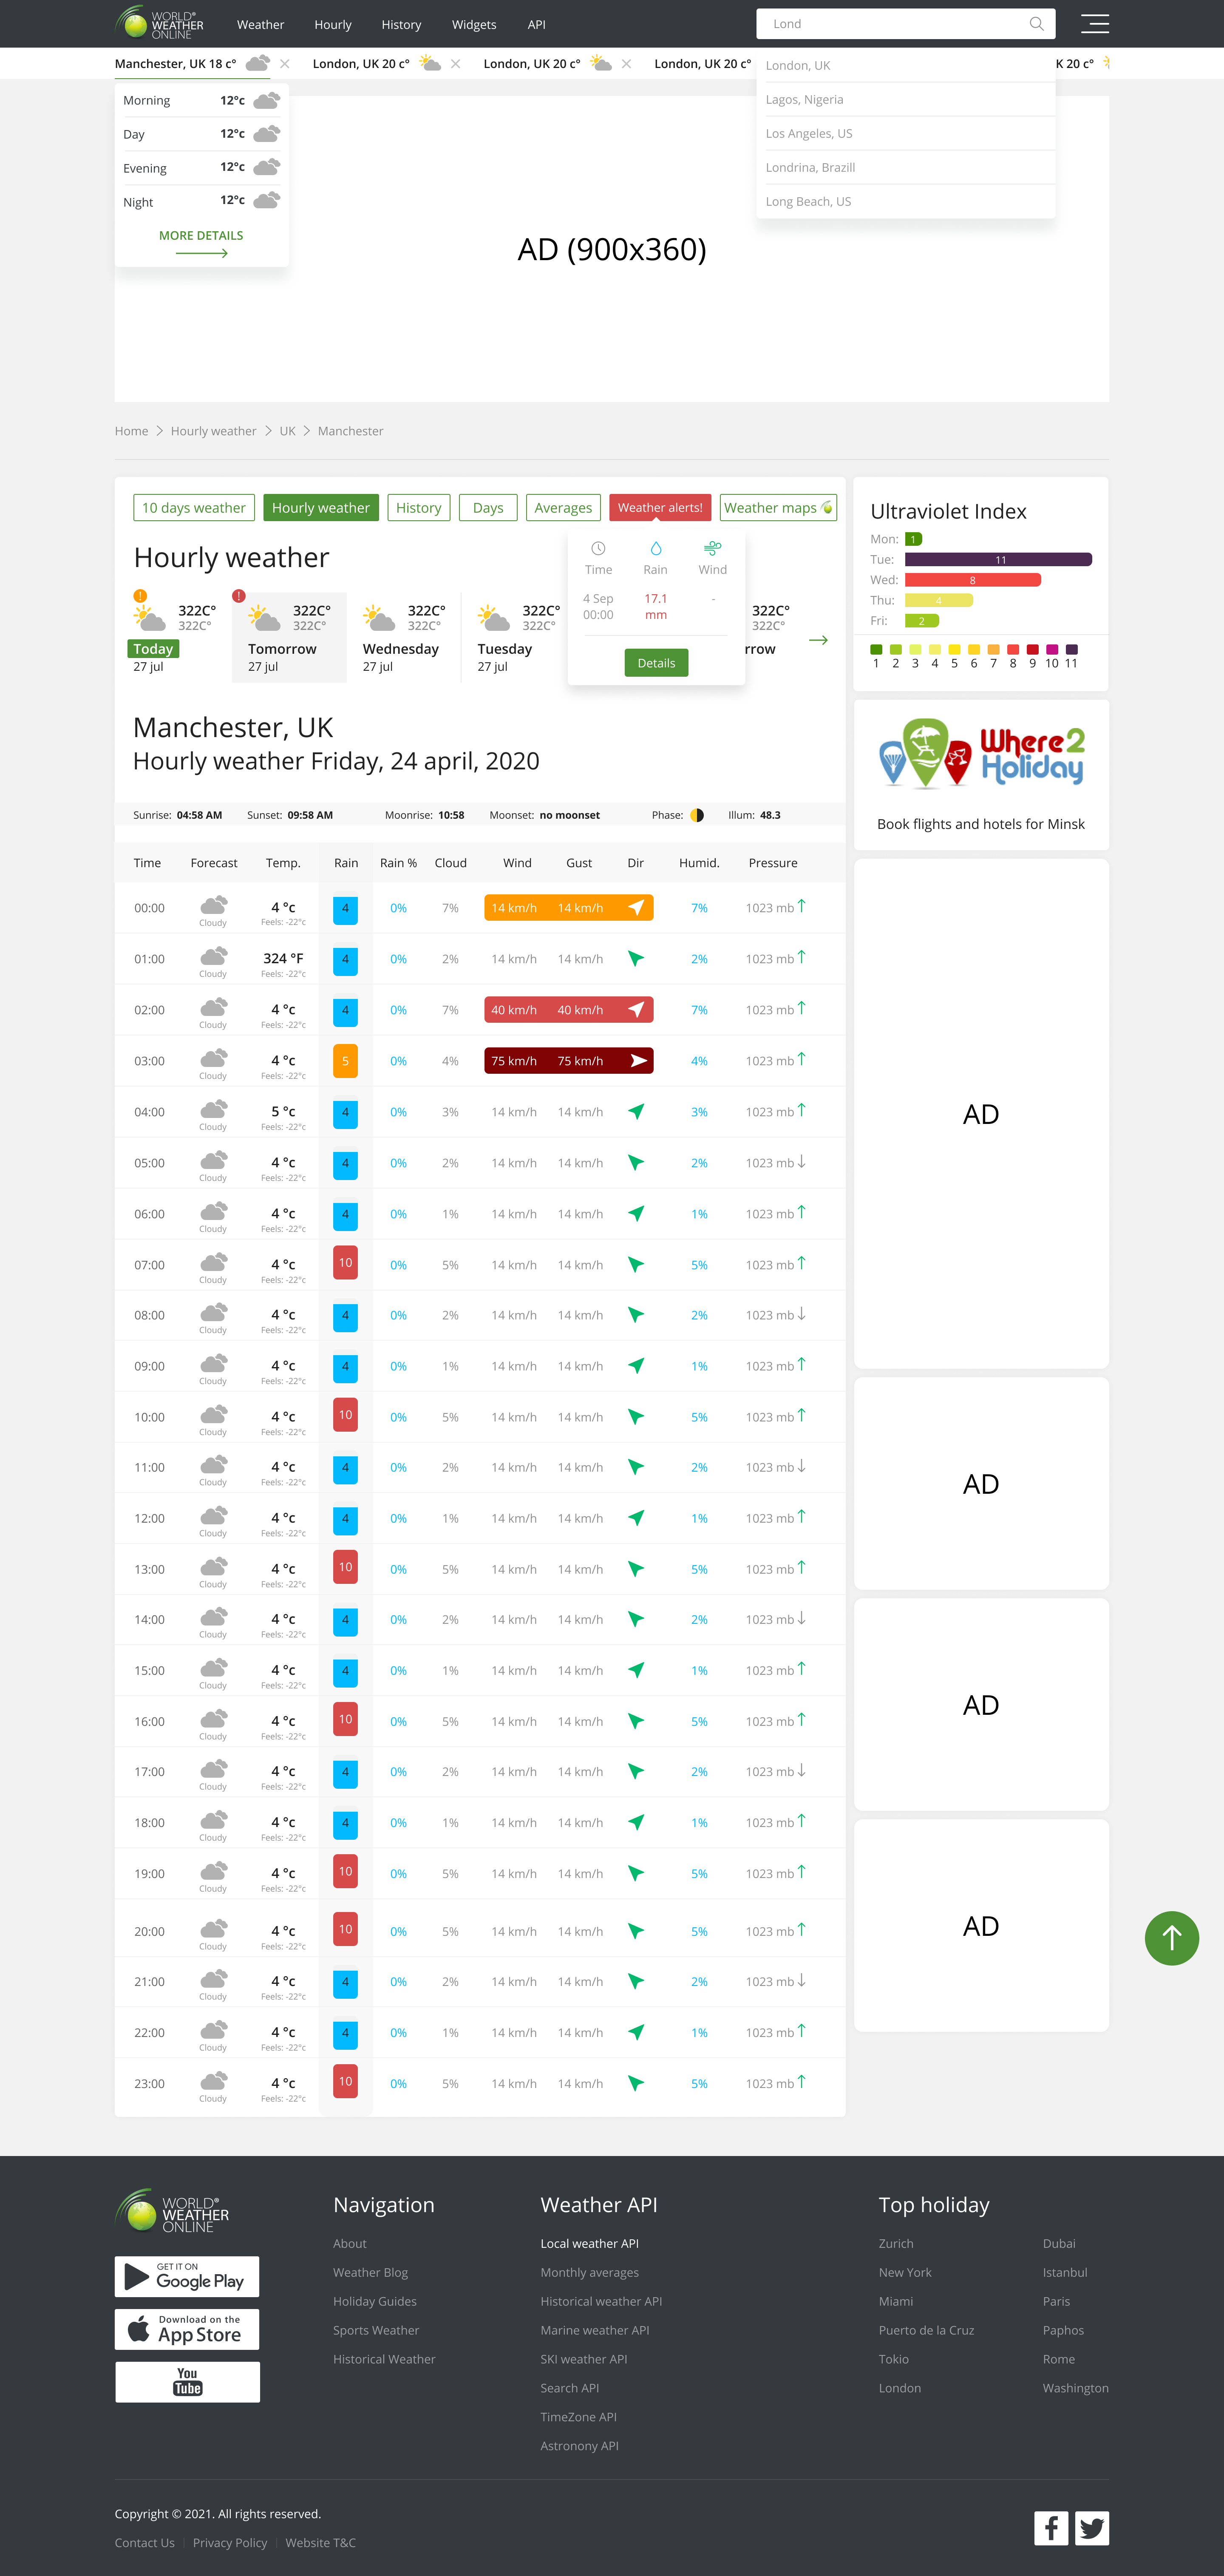 WORLD®
WEATHER
ONLINE
Weather Hourly History Widgets API
Lond
Manchester, UK 18 c° London, UK 20 c° London, UK 20 c° London, UK 20 c° K 20 c°
Morning 12°c
Day 12°c
Evening 12°c
Night 12°c
MORE DETAILS
London, UK
Lagos, Nigeria
Los Angeles, US
Londrina, Brazill
Long Beach, US
AD (900x360)
Home Hourly weather UK Manchester
10 days weather Hourly weather History Days Averages Weather alerts! Weather maps
Hourly weather
Time Rain Wind
4 Sep 00:00 17.1 mm -
Details
! 322C° 322C° Today 27 jul
! 322C° 322C° Tomorrow 27 jul
322C° 322C° Wednesday 27 jul
322C° 322C° Tuesday 27 jul
322C° 322C° rrow
Manchester, UK
Hourly weather Friday, 24 april, 2020
Sunrise: 04:58 AM Sunset: 09:58 AM Moonrise: 10:58 Moonset: no moonset Phase: Illum: 48.3
Time Forecast Temp. Rain Rain % Cloud Wind Gust Dir Humid. Pressure
00:00 Cloudy 4 °c Feels: -22°c 4 0% 7% 14 km/h 14 km/h 7% 1023 mb
01:00 Cloudy 324 °F Feels: -22°c 4 0% 2% 14 km/h 14 km/h 2% 1023 mb
02:00 Cloudy 4 °c Feels: -22°c 4 0% 7% 40 km/h 40 km/h 7% 1023 mb
03:00 Cloudy 4 °c Feels: -22°c 5 0% 4% 75 km/h 75 km/h 4% 1023 mb
04:00 Cloudy 5 °c Feels: -22°c 4 0% 3% 14 km/h 14 km/h 3% 1023 mb
05:00 Cloudy 4 °c Feels: -22°c 4 0% 2% 14 km/h 14 km/h 2% 1023 mb
06:00 Cloudy 4 °c Feels: -22°c 4 0% 1% 14 km/h 14 km/h 1% 1023 mb
07:00 Cloudy 4 °c Feels: -22°c 10 0% 5% 14 km/h 14 km/h 5% 1023 mb
08:00 Cloudy 4 °c Feels: -22°c 4 0% 2% 14 km/h 14 km/h 2% 1023 mb
09:00 Cloudy 4 °c Feels: -22°c 4 0% 1% 14 km/h 14 km/h 1% 1023 mb
10:00 Cloudy 4 °c Feels: -22°c 10 0% 5% 14 km/h 14 km/h 5% 1023 mb
11:00 Cloudy 4 °c Feels: -22°c 4 0% 2% 14 km/h 14 km/h 2% 1023 mb
12:00 Cloudy 4 °c Feels: -22°c 4 0% 1% 14 km/h 14 km/h 1% 1023 mb
13:00 Cloudy 4 °c Feels: -22°c 10 0% 5% 14 km/h 14 km/h 5% 1023 mb
14:00 Cloudy 4 °c Feels: -22°c 4 0% 2% 14 km/h 14 km/h 2% 1023 mb
15:00 Cloudy 4 °c Feels: -22°c 4 0% 1% 14 km/h 14 km/h 1% 1023 mb
16:00 Cloudy 4 °c Feels: -22°c 10 0% 5% 14 km/h 14 km/h 5% 1023 mb
17:00 Cloudy 4 °c Feels: -22°c 4 0% 2% 14 km/h 14 km/h 2% 1023 mb
18:00 Cloudy 4 °c Feels: -22°c 4 0% 1% 14 km/h 14 km/h 1% 1023 mb
19:00 Cloudy 4 °c Feels: -22°c 10 0% 5% 14 km/h 14 km/h 5% 1023 mb
20:00 Cloudy 4 °c Feels: -22°c 10 0% 5% 14 km/h 14 km/h 5% 1023 mb
21:00 Cloudy 4 °c Feels: -22°c 4 0% 2% 14 km/h 14 km/h 2% 1023 mb
22:00 Cloudy 4 °c Feels: -22°c 4 0% 1% 14 km/h 14 km/h 1% 1023 mb
23:00 Cloudy 4 °c Feels: -22°c 10 0% 5% 14 km/h 14 km/h 5% 1023 mb
Ultraviolet Index
Mon: 1
Tue: 11
Wed: 8
Thu: 4
Fri: 2
1 2 3 4 5 6 7 8 9 10 11
Where2
Holiday
Book flights and hotels for Minsk
AD
AD
AD
AD
WORLD®
WEATHER
ONLINE
GET IT ON
Google Play
Download on the
App Store
You
Tube
Navigation
About
Weather Blog
Holiday Guides
Sports Weather
Historical Weather
Weather API
Local weather API
Monthly averages
Historical weather API
Marine weather API
SKI weather API
Search API
TimeZone API
Astronony API
Top holiday
Zurich Dubai
New York Istanbul
Miami Paris
Puerto de la Cruz Paphos
Tokio Rome
London Washington
Copyright © 2021. All rights reserved.
Contact Us Privacy Policy Website T&C